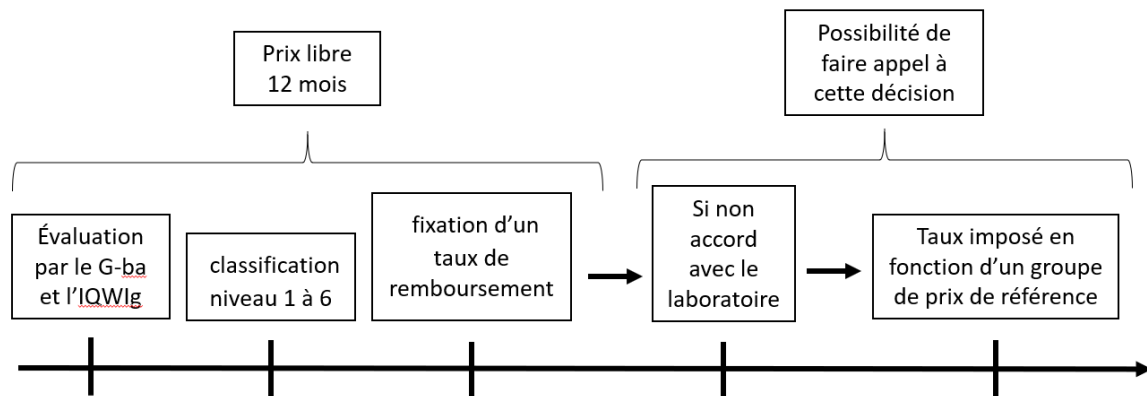 Prix libre
12 mois
Possibilité de
faire appel à
cette décision
Évaluation
par le G-ba
et l'IQWIg
classification
niveau 1 à 6
fixation d'un
taux de
remboursement
Si non
accord
avec le
laboratoire
Taux imposé en
fonction d'un groupe
de prix de référence